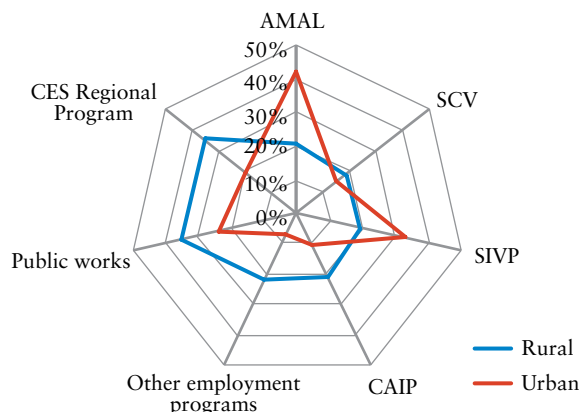 AMAL
50%
40%
30%
20%
10%
0%
SCV
SIVP
CAIP
Other employment
programs
Public works
CES Regional
Program
Rural
Urban